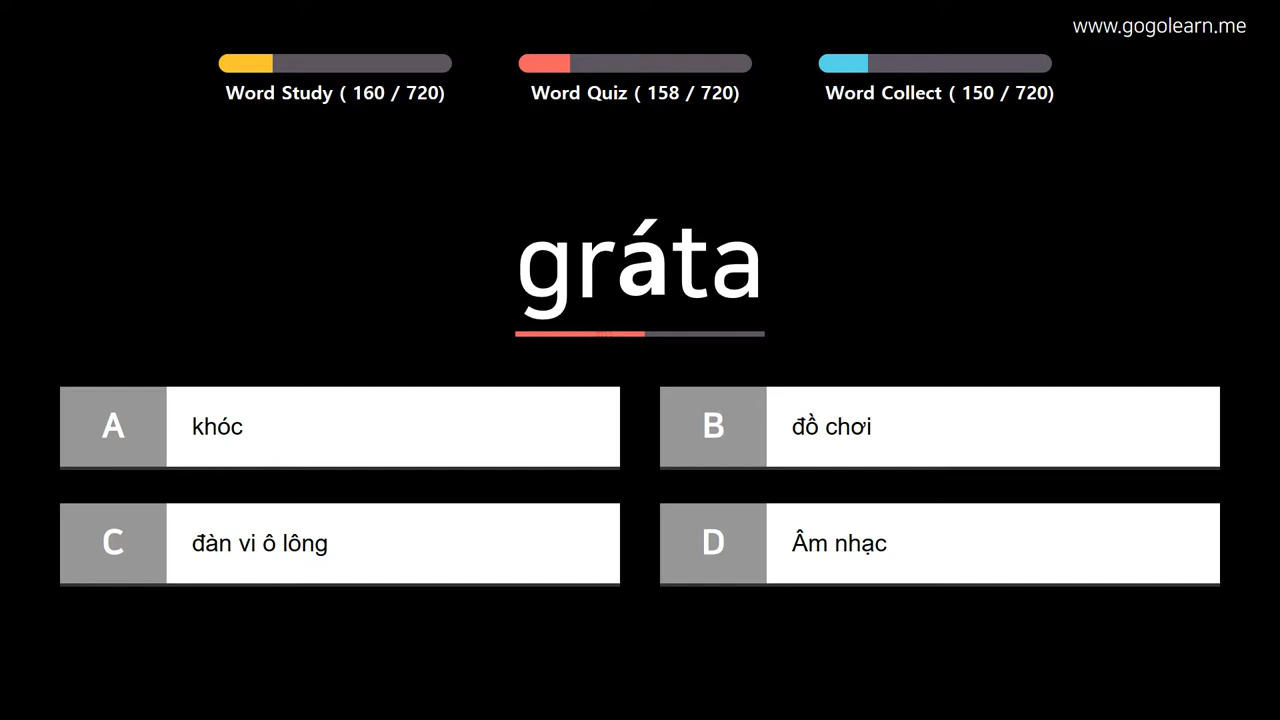 www.gogolearn.me
Word Study ( 160 / 720)
Word Quiz ( 158 / 720)
Word Collect ( 150 / 720)
gráta
A khóc
B đồ chơi
C đàn vi ô lông
D Âm nhạc